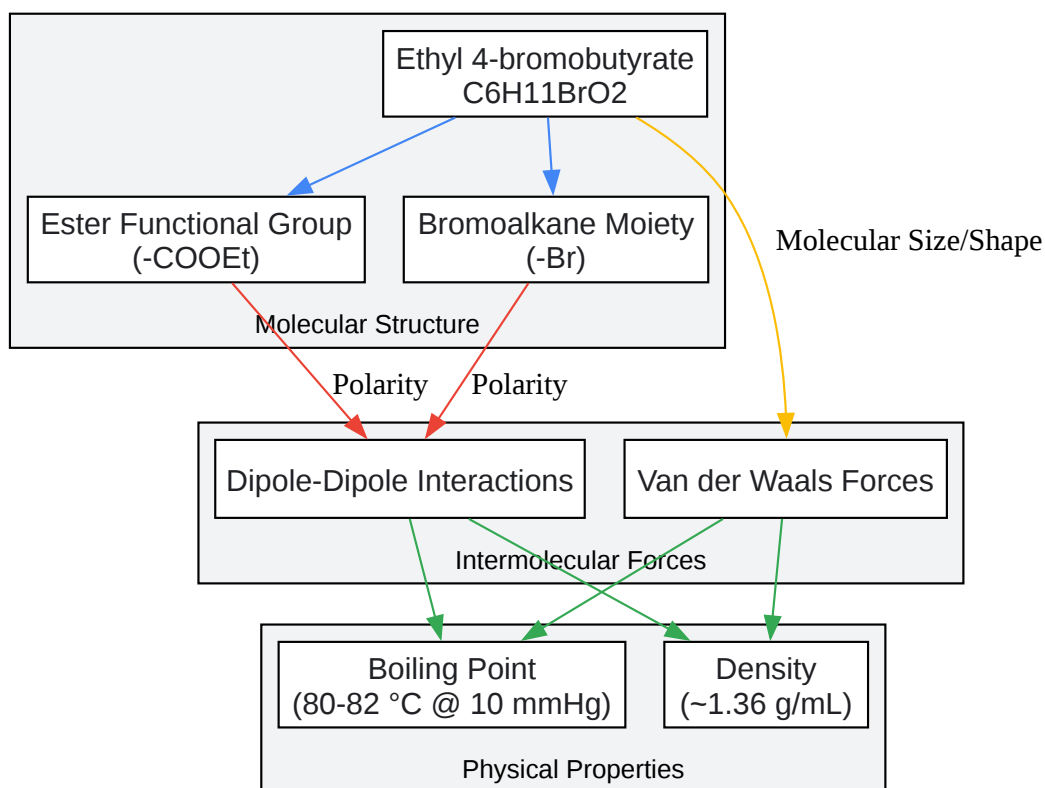 Ethyl 4-bromobutyrate
C6H11BrO2
Ester Functional Group
(-COOEt)
Bromoalkane Moiety
(-Br)
Molecular Size/Shape
Molecular Structure
Polarity
Polarity
Dipole-Dipole Interactions
Van der Waals Forces
Intermolecular Forces
Boiling Point
(80-82 °C @ 10 mmHg)
Density
(~1.36 g/mL)
Physical Properties